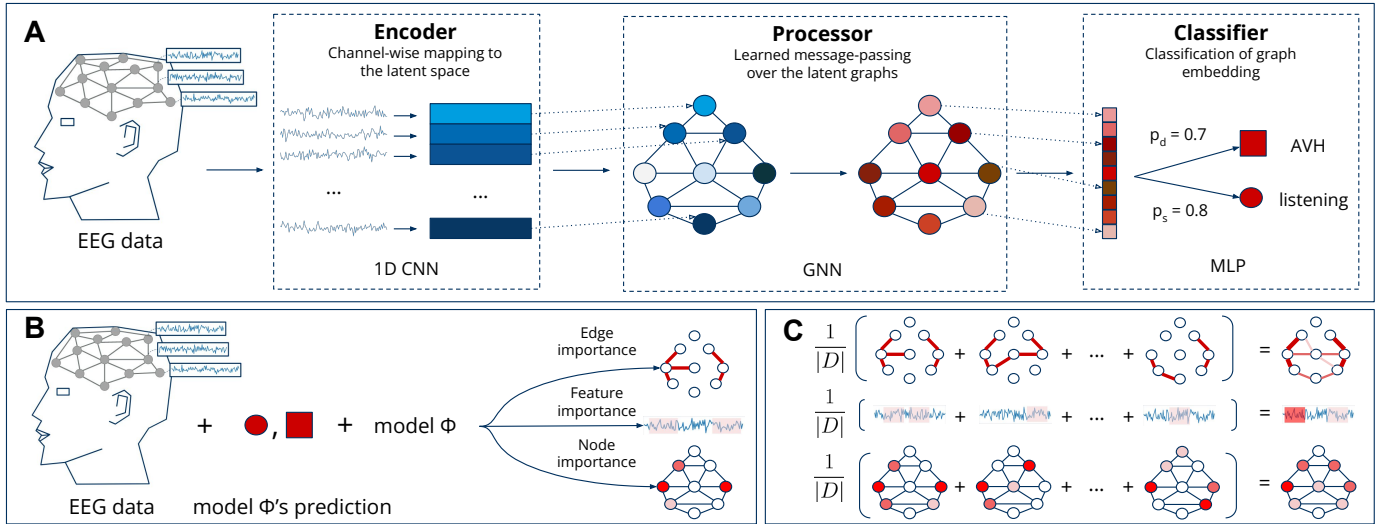 A
Encoder
Channel-wise mapping to
the latent space
Processor
Learned message-passing
over the latent graphs
Classifier
Classification of graph
embedding
p_d = 0.7
AVH
...
...
listening
p_s = 0.8
EEG data
1D CNN
GNN
MLP
B
Edge
importance
Feature
importance
Node
importance
+ , + model Φ
EEG data
model Φ's prediction
C
1/|D| ( + + ... + ) =
1/|D| ( + + ... + ) =
1/|D| ( + + ... + ) =